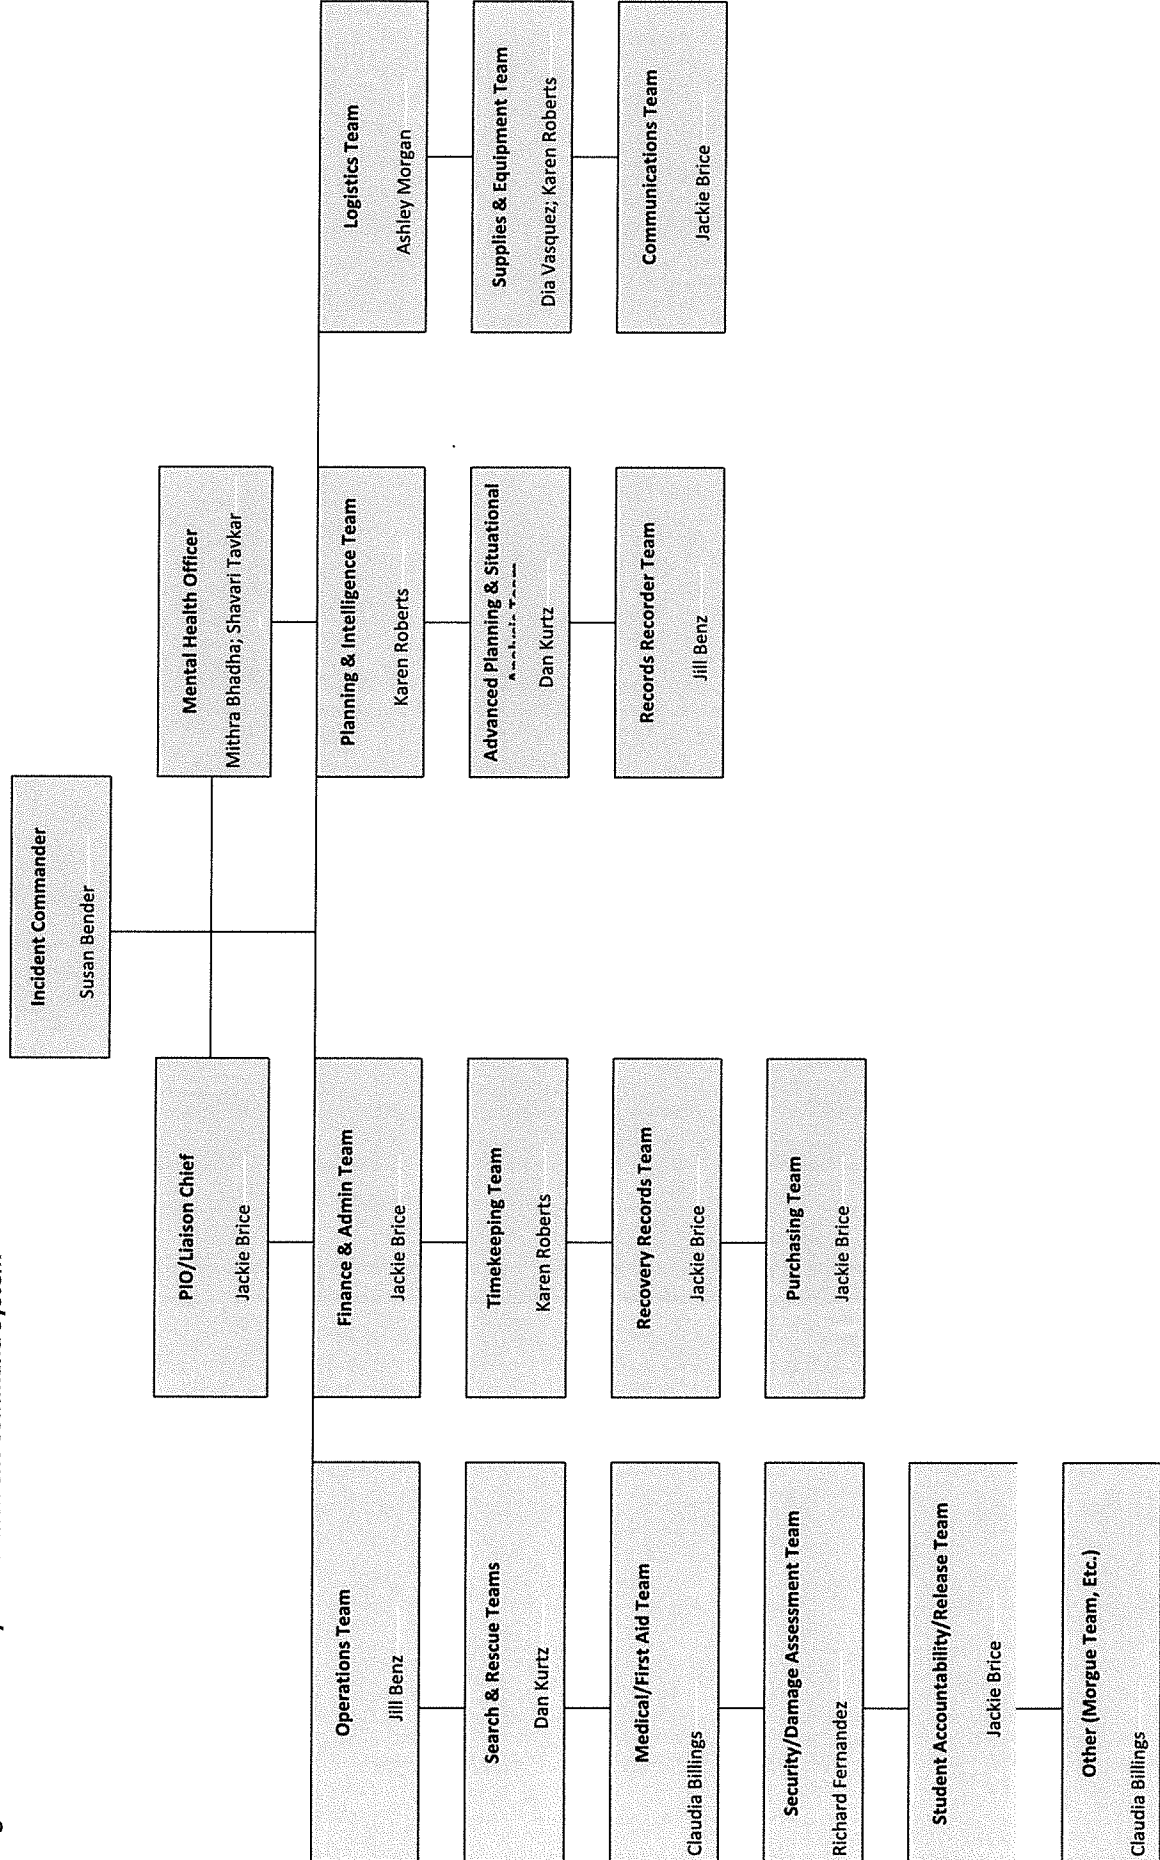 Incident Commander
Susan Bender
PIO/Liaison Chief
Jackie Brice
Mental Health Officer
Mithra Bhadha; Shavari Tavkar
Operations Team
Jill Benz
Search & Rescue Teams
Dan Kurtz
Medical/First Aid Team
Claudia Billings
Security/Damage Assessment Team
Richard Fernandez
Student Accountability/Release Team
Jackie Brice
Other (Morgue Team, Etc.)
Claudia Billings
Finance & Admin Team
Jackie Brice
Timekeeping Team
Karen Roberts
Recovery Records Team
Jackie Brice
Purchasing Team
Jackie Brice
Planning & Intelligence Team
Karen Roberts
Advanced Planning & Situational
Dan Kurtz
Records Recorder Team
Jill Benz
Logistics Team
Ashley Morgan
Supplies & Equipment Team
Dia Vasquez; Karen Roberts
Communications Team
Jackie Brice